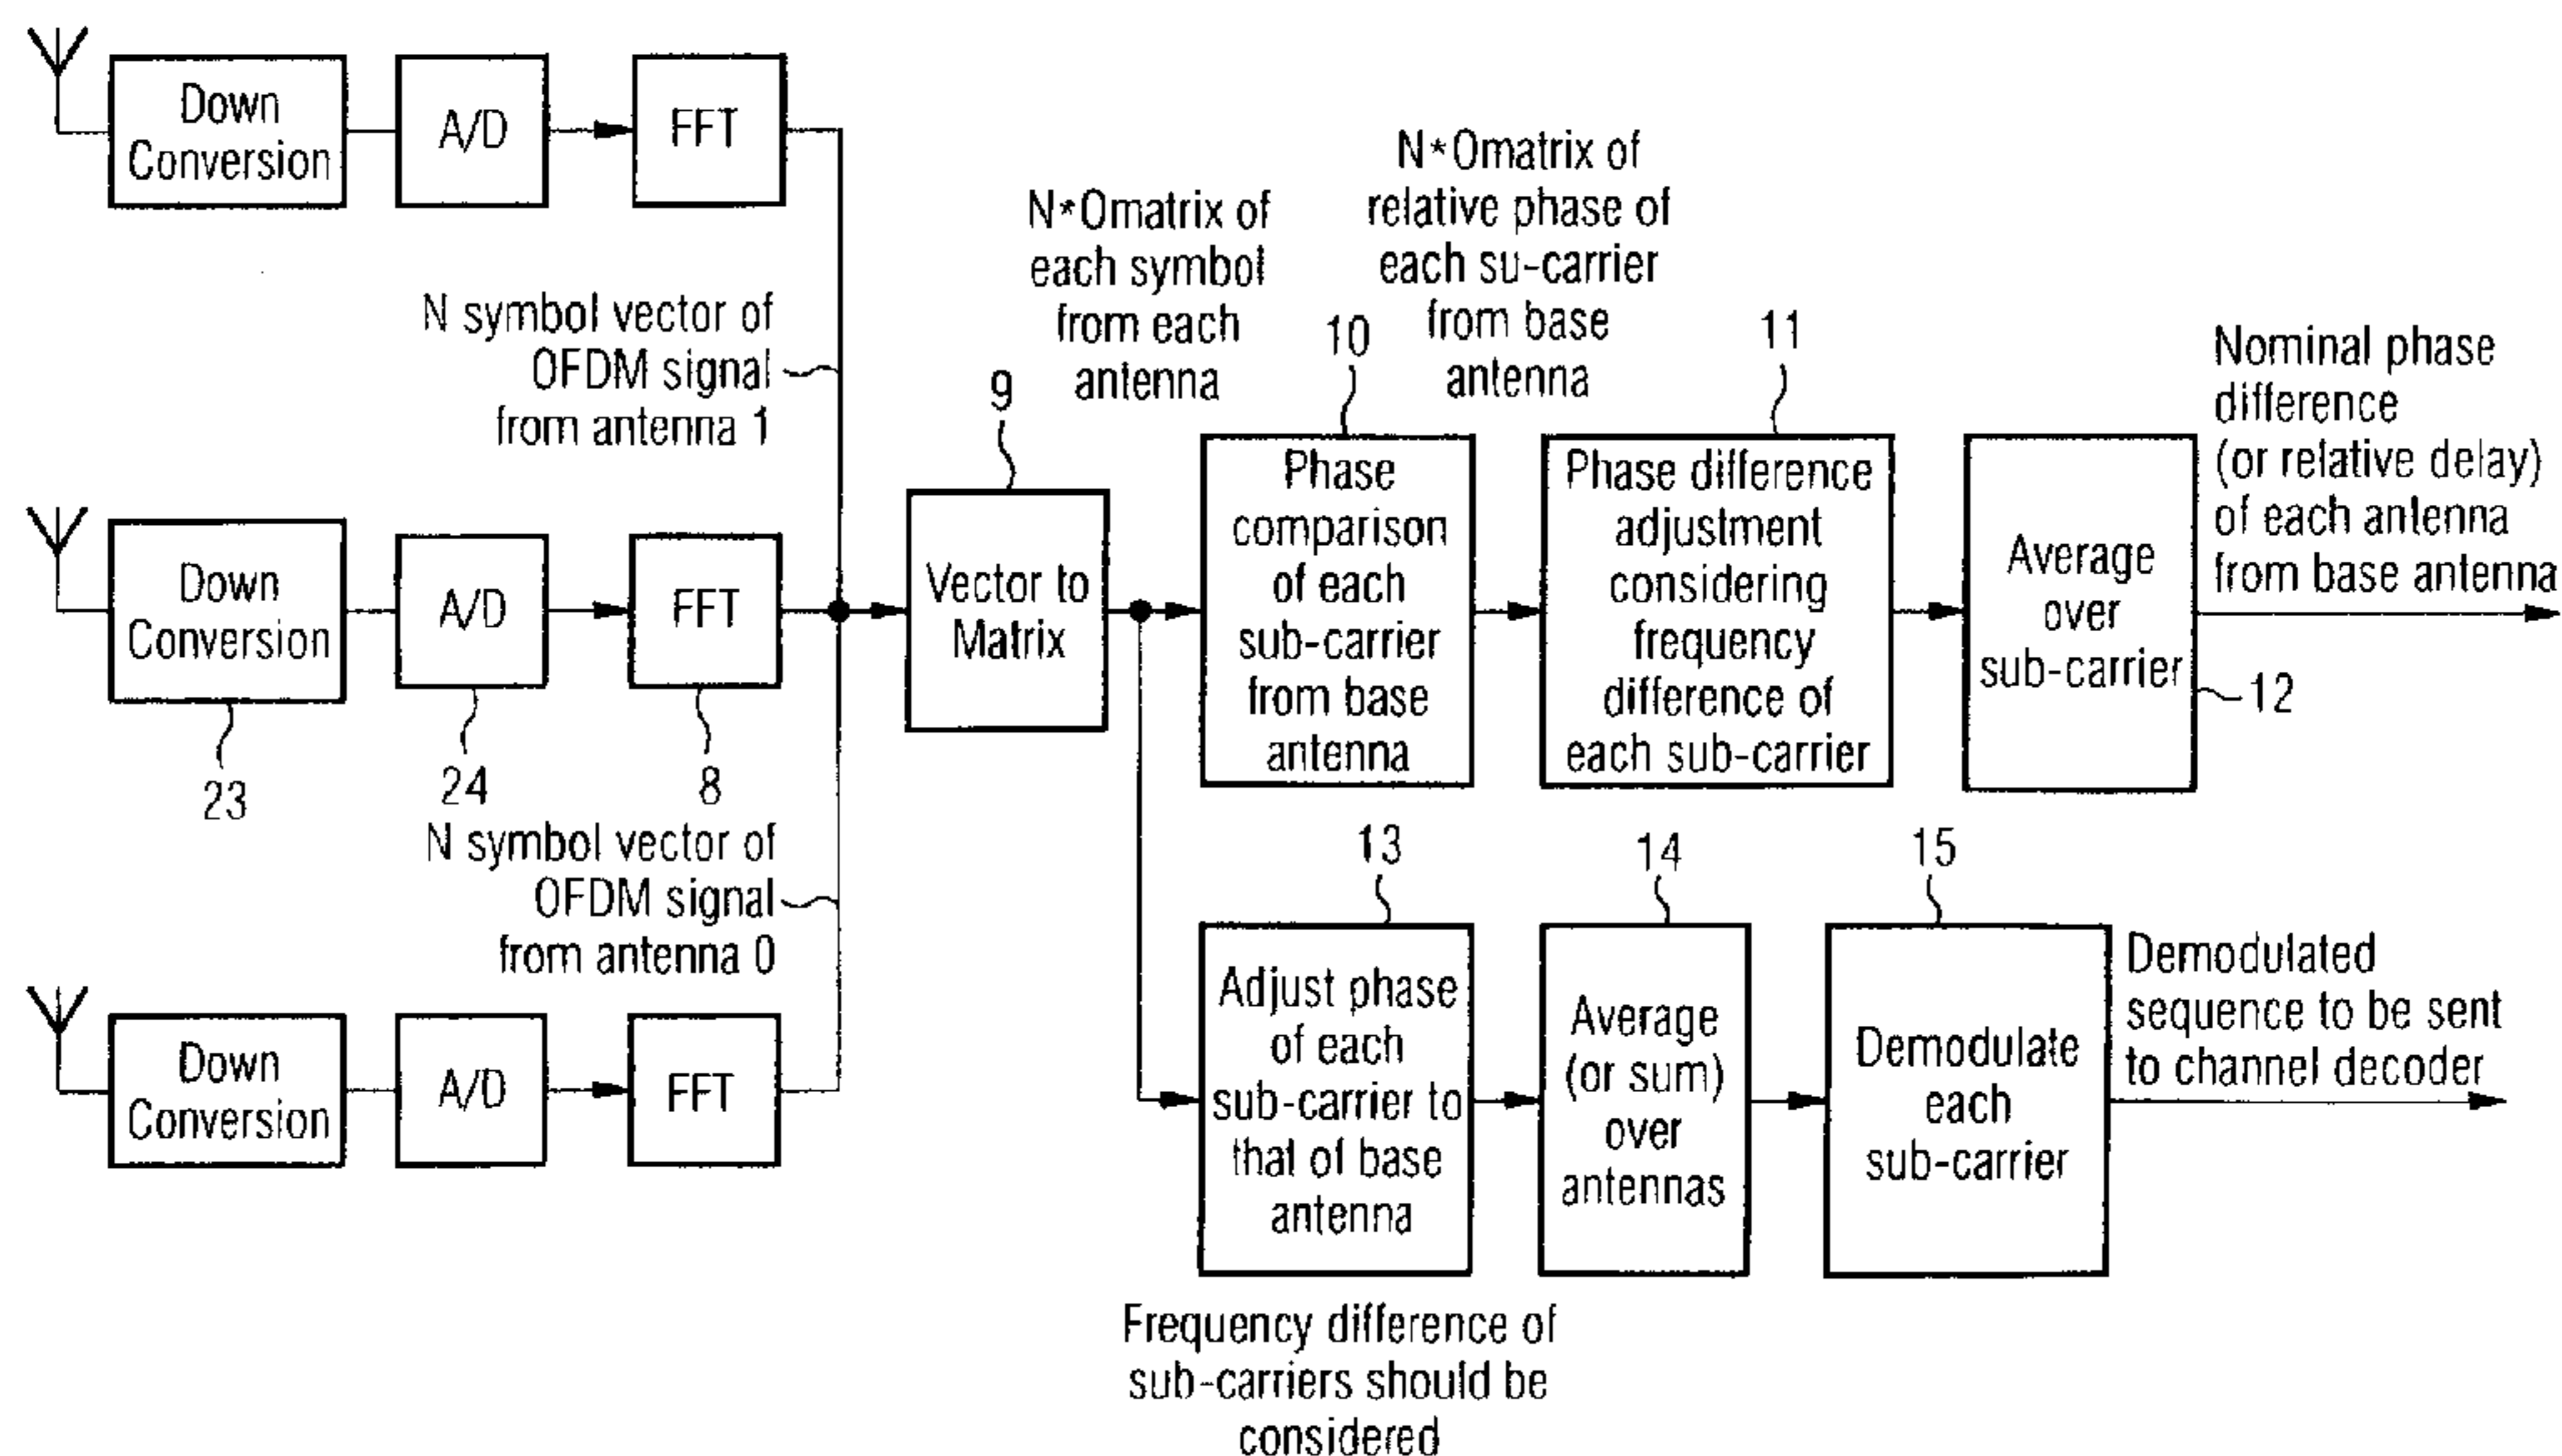 Down
Conversion
A/D
FFT
N symbol vector of
OFDM signal
from antenna 1
Down
Conversion
23
A/D
24
FFT
8
N symbol vector of
OFDM signal
from antenna 0
Down
Conversion
A/D
FFT
9
Vector to
Matrix
N*Omatrix of
each symbol
from each
antenna
N*Omatrix of
relative phase of
each su-carrier
from base
antenna
10
Phase
comparison
of each
sub-carrier
from base
antenna
11
Phase difference
adjustment
considering
frequency
difference of
each sub-carrier
Average
over
sub-carrier
12
Nominal phase
difference
(or relative delay)
of each antenna
from base antenna
13
Adjust phase
of each
sub-carrier to
that of base
antenna
Frequency difference of
sub-carriers should be
considered
14
Average
(or sum)
over
antennas
15
Demodulate
each
sub-carrier
Demodulated
sequence to be sent
to channel decoder